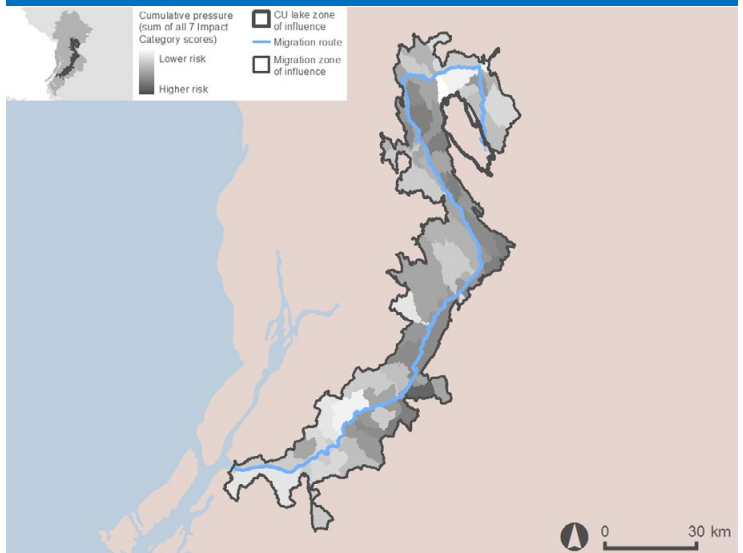 Cumulative pressure
(sum of all 7 Impact
Category scores)
Lower risk
Higher risk
CU lake zone
of influence
Migration route
Migration zone
of influence
0 30 km